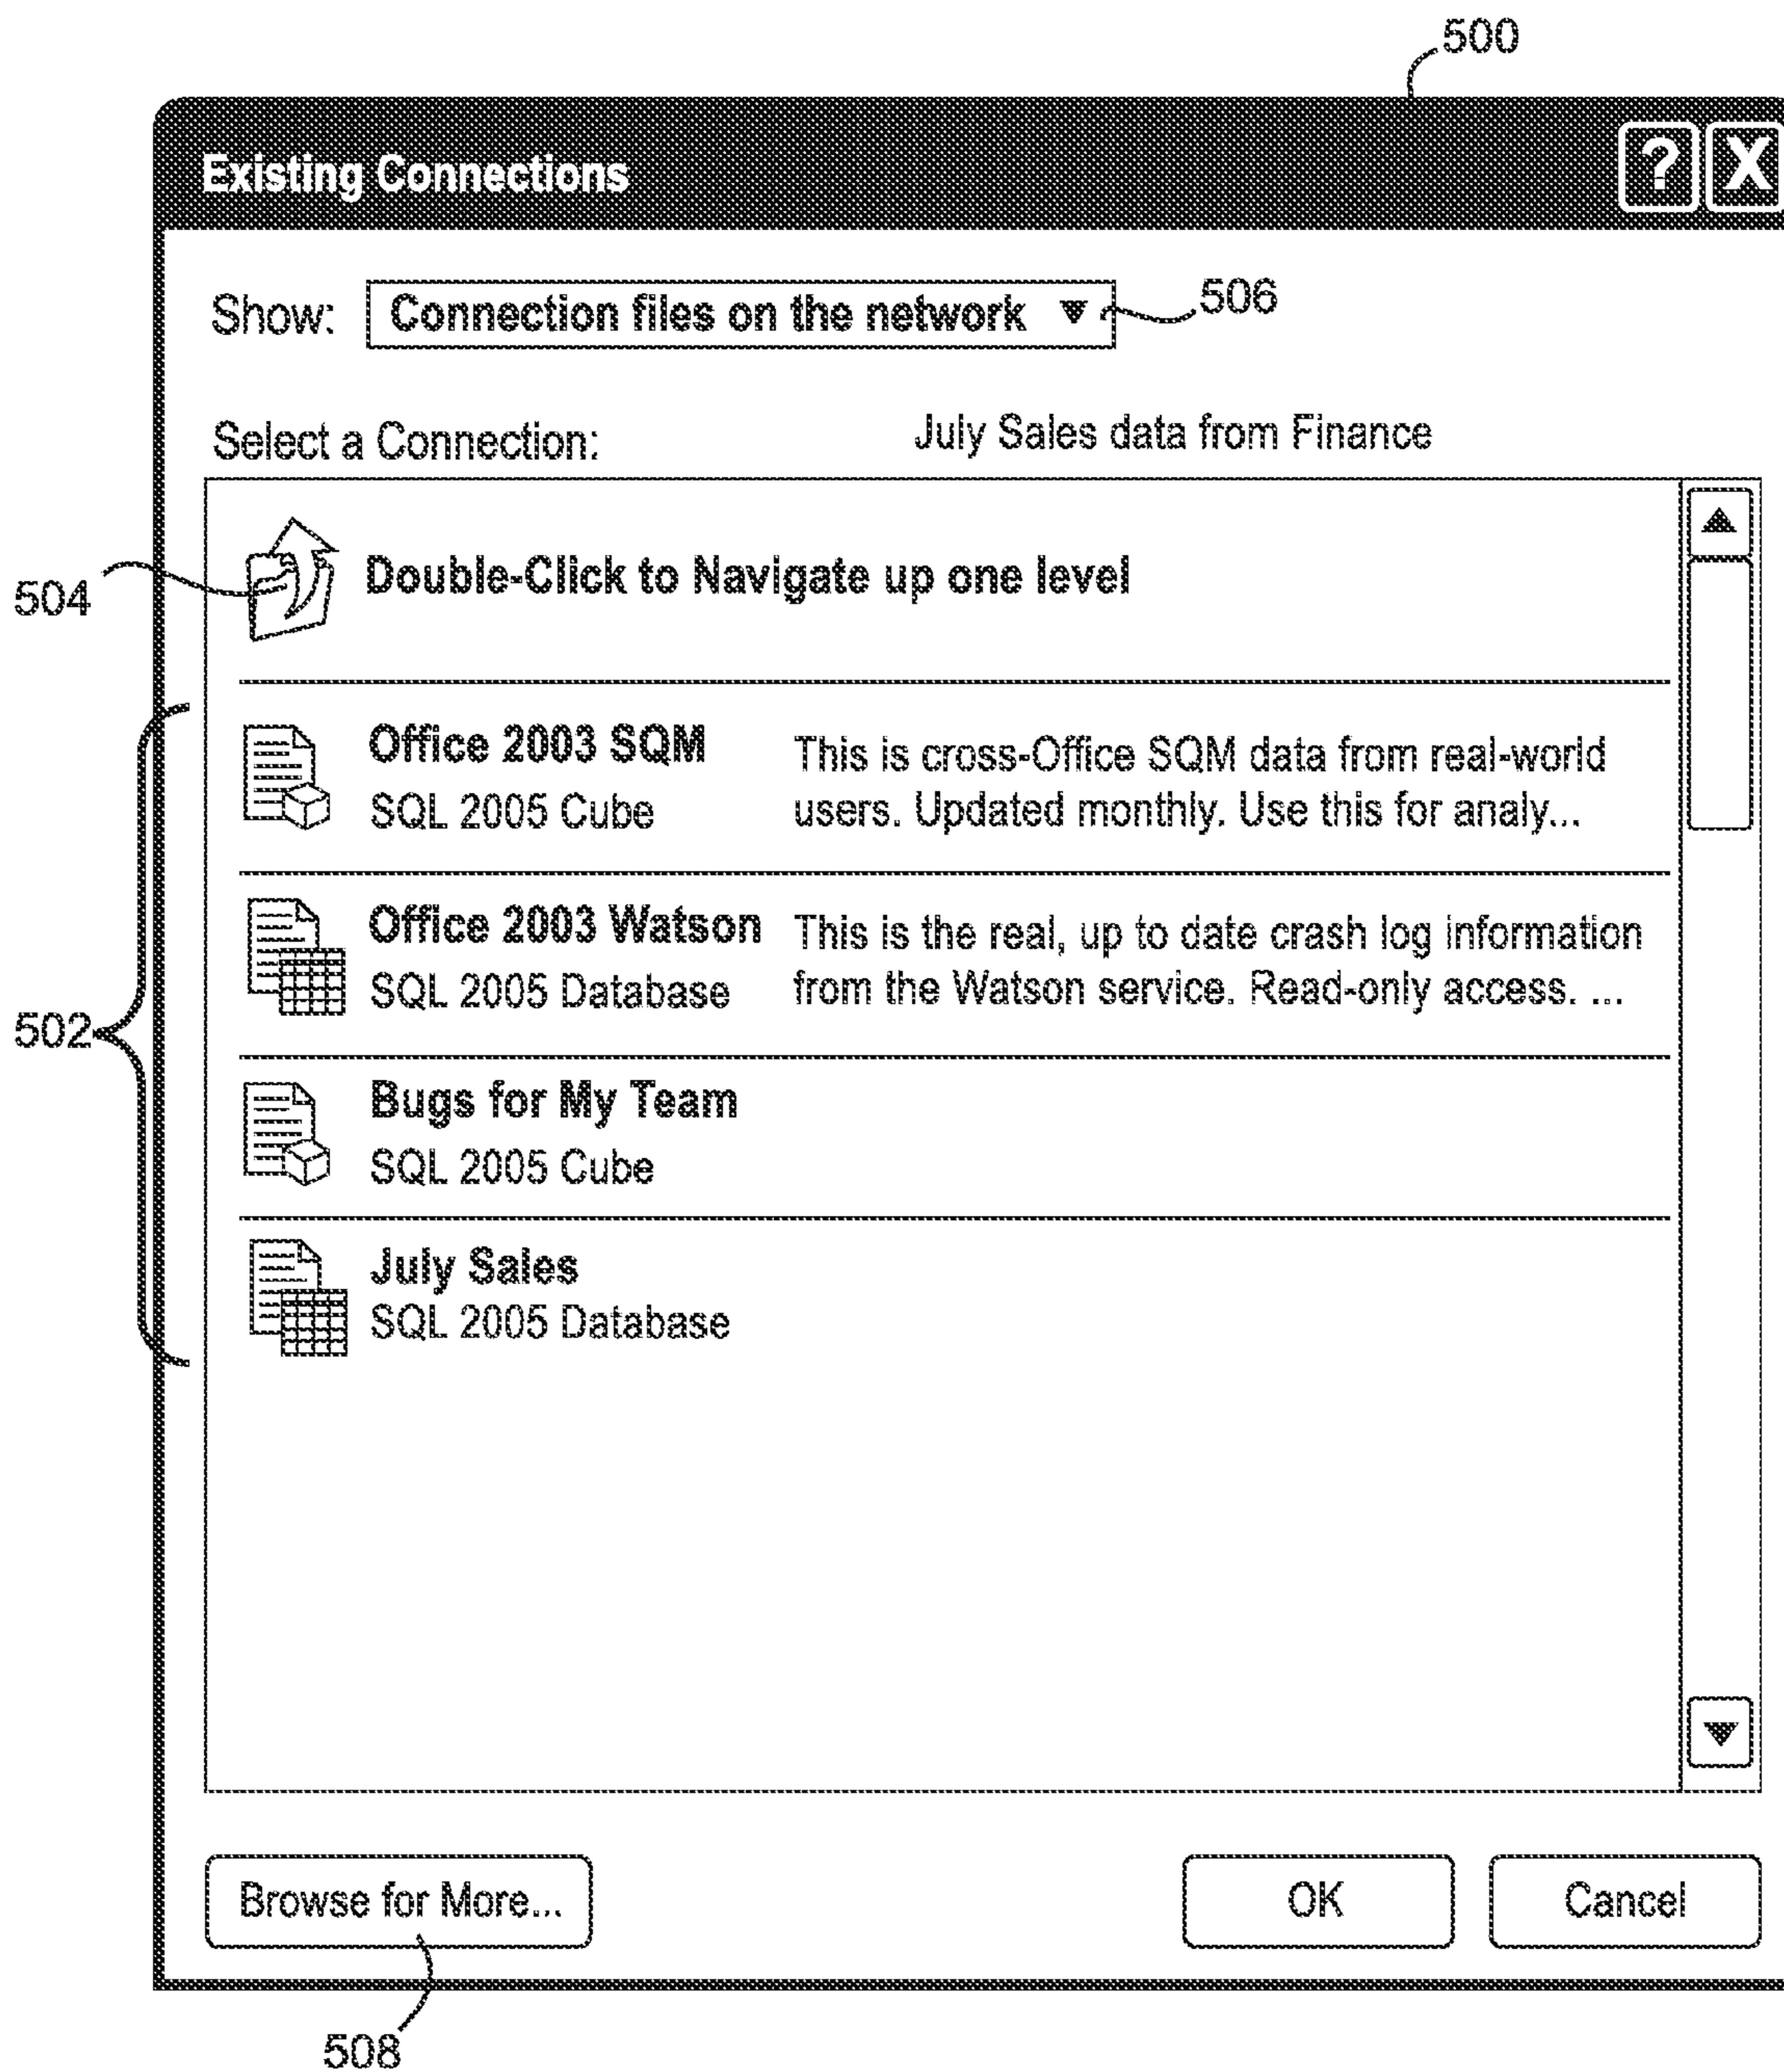 500
Existing Connections
? X
Show: Connection files on the network
506
Select a Connection:
July Sales data from Finance
504
Double-Click to Navigate up one level
Office 2003 SQM
SQL 2005 Cube
This is cross-Office SQM data from real-world
users. Updated monthly. Use this for analy...
Office 2003 Watson
SQL 2005 Database
This is the real, up to date crash log information
from the Watson service. Read-only access. ...
502
Bugs for My Team
SQL 2005 Cube
July Sales
SQL 2005 Database
Browse for More...
OK
Cancel
508